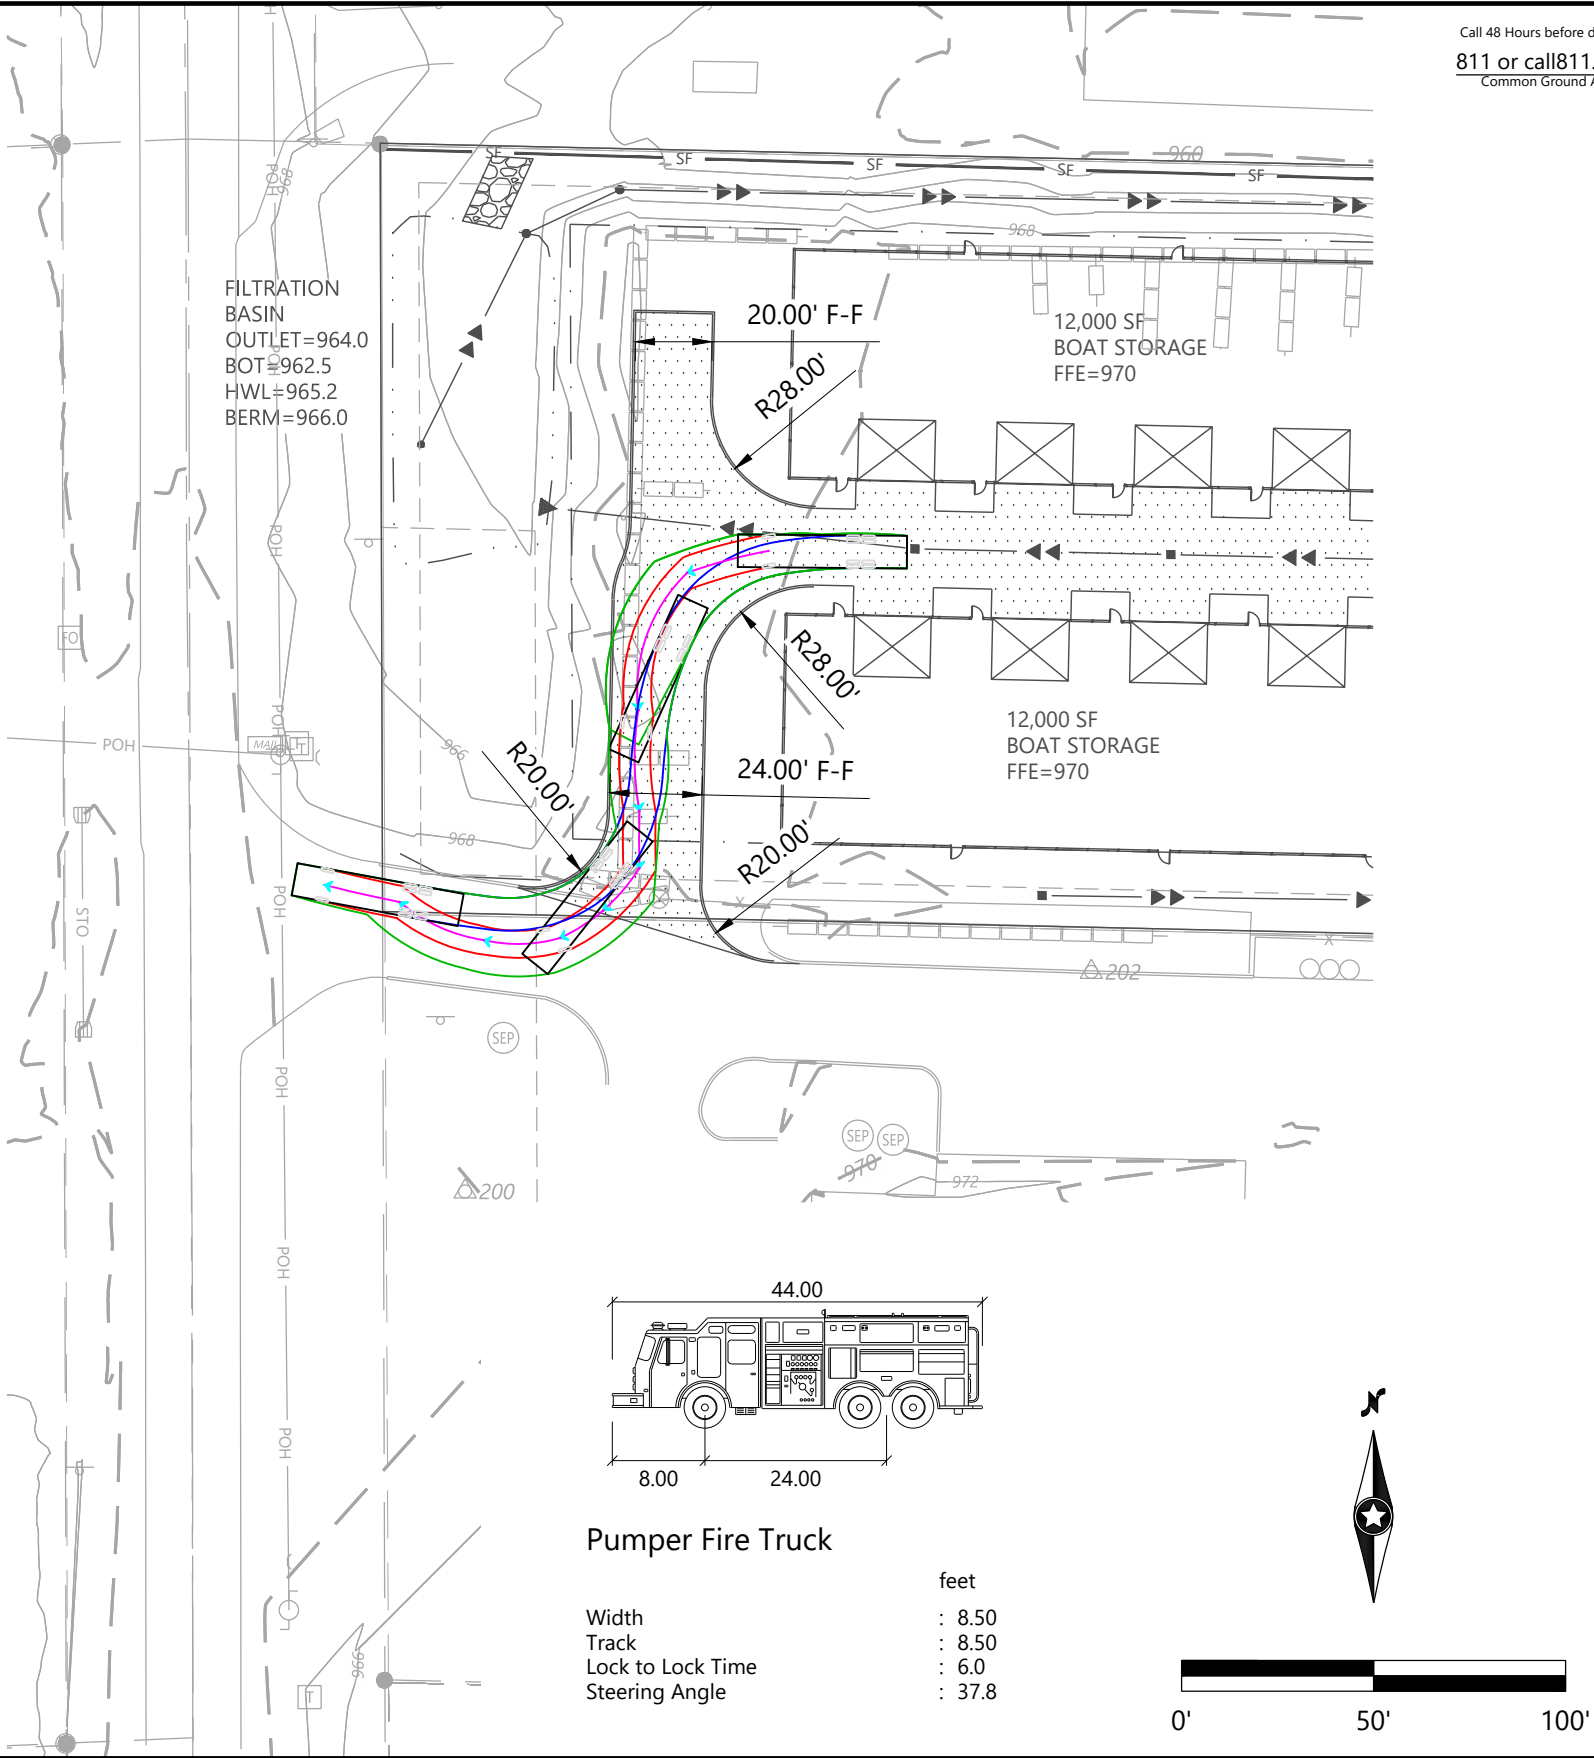 Call 48 Hours before d
811 or call811.
Common Ground A
POH
968
SF
SF
SF
SF
SF
960
968
FILTRATION
BASIN
OUTLET=964.0
BOT=962.5
HWL=965.2
BERM=966.0
POH
20.00' F-F
R28.00'
12,000 SF
BOAT STORAGE
FFE=970
POH
FO
R28.00'
POH
POH
MAIL
T
966
R20.00'
24.00' F-F
12,000 SF
BOAT STORAGE
FFE=970
968
R20.00'
POH
STO
X
X
202
SEP
POH
SEP
SEP
970
972
200
POH
44.00
POH
8.00
24.00
N
Pumper Fire Truck
feet
Width : 8.50
Track : 8.50
Lock to Lock Time : 6.0
Steering Angle : 37.8
966
T
0'
50'
100'